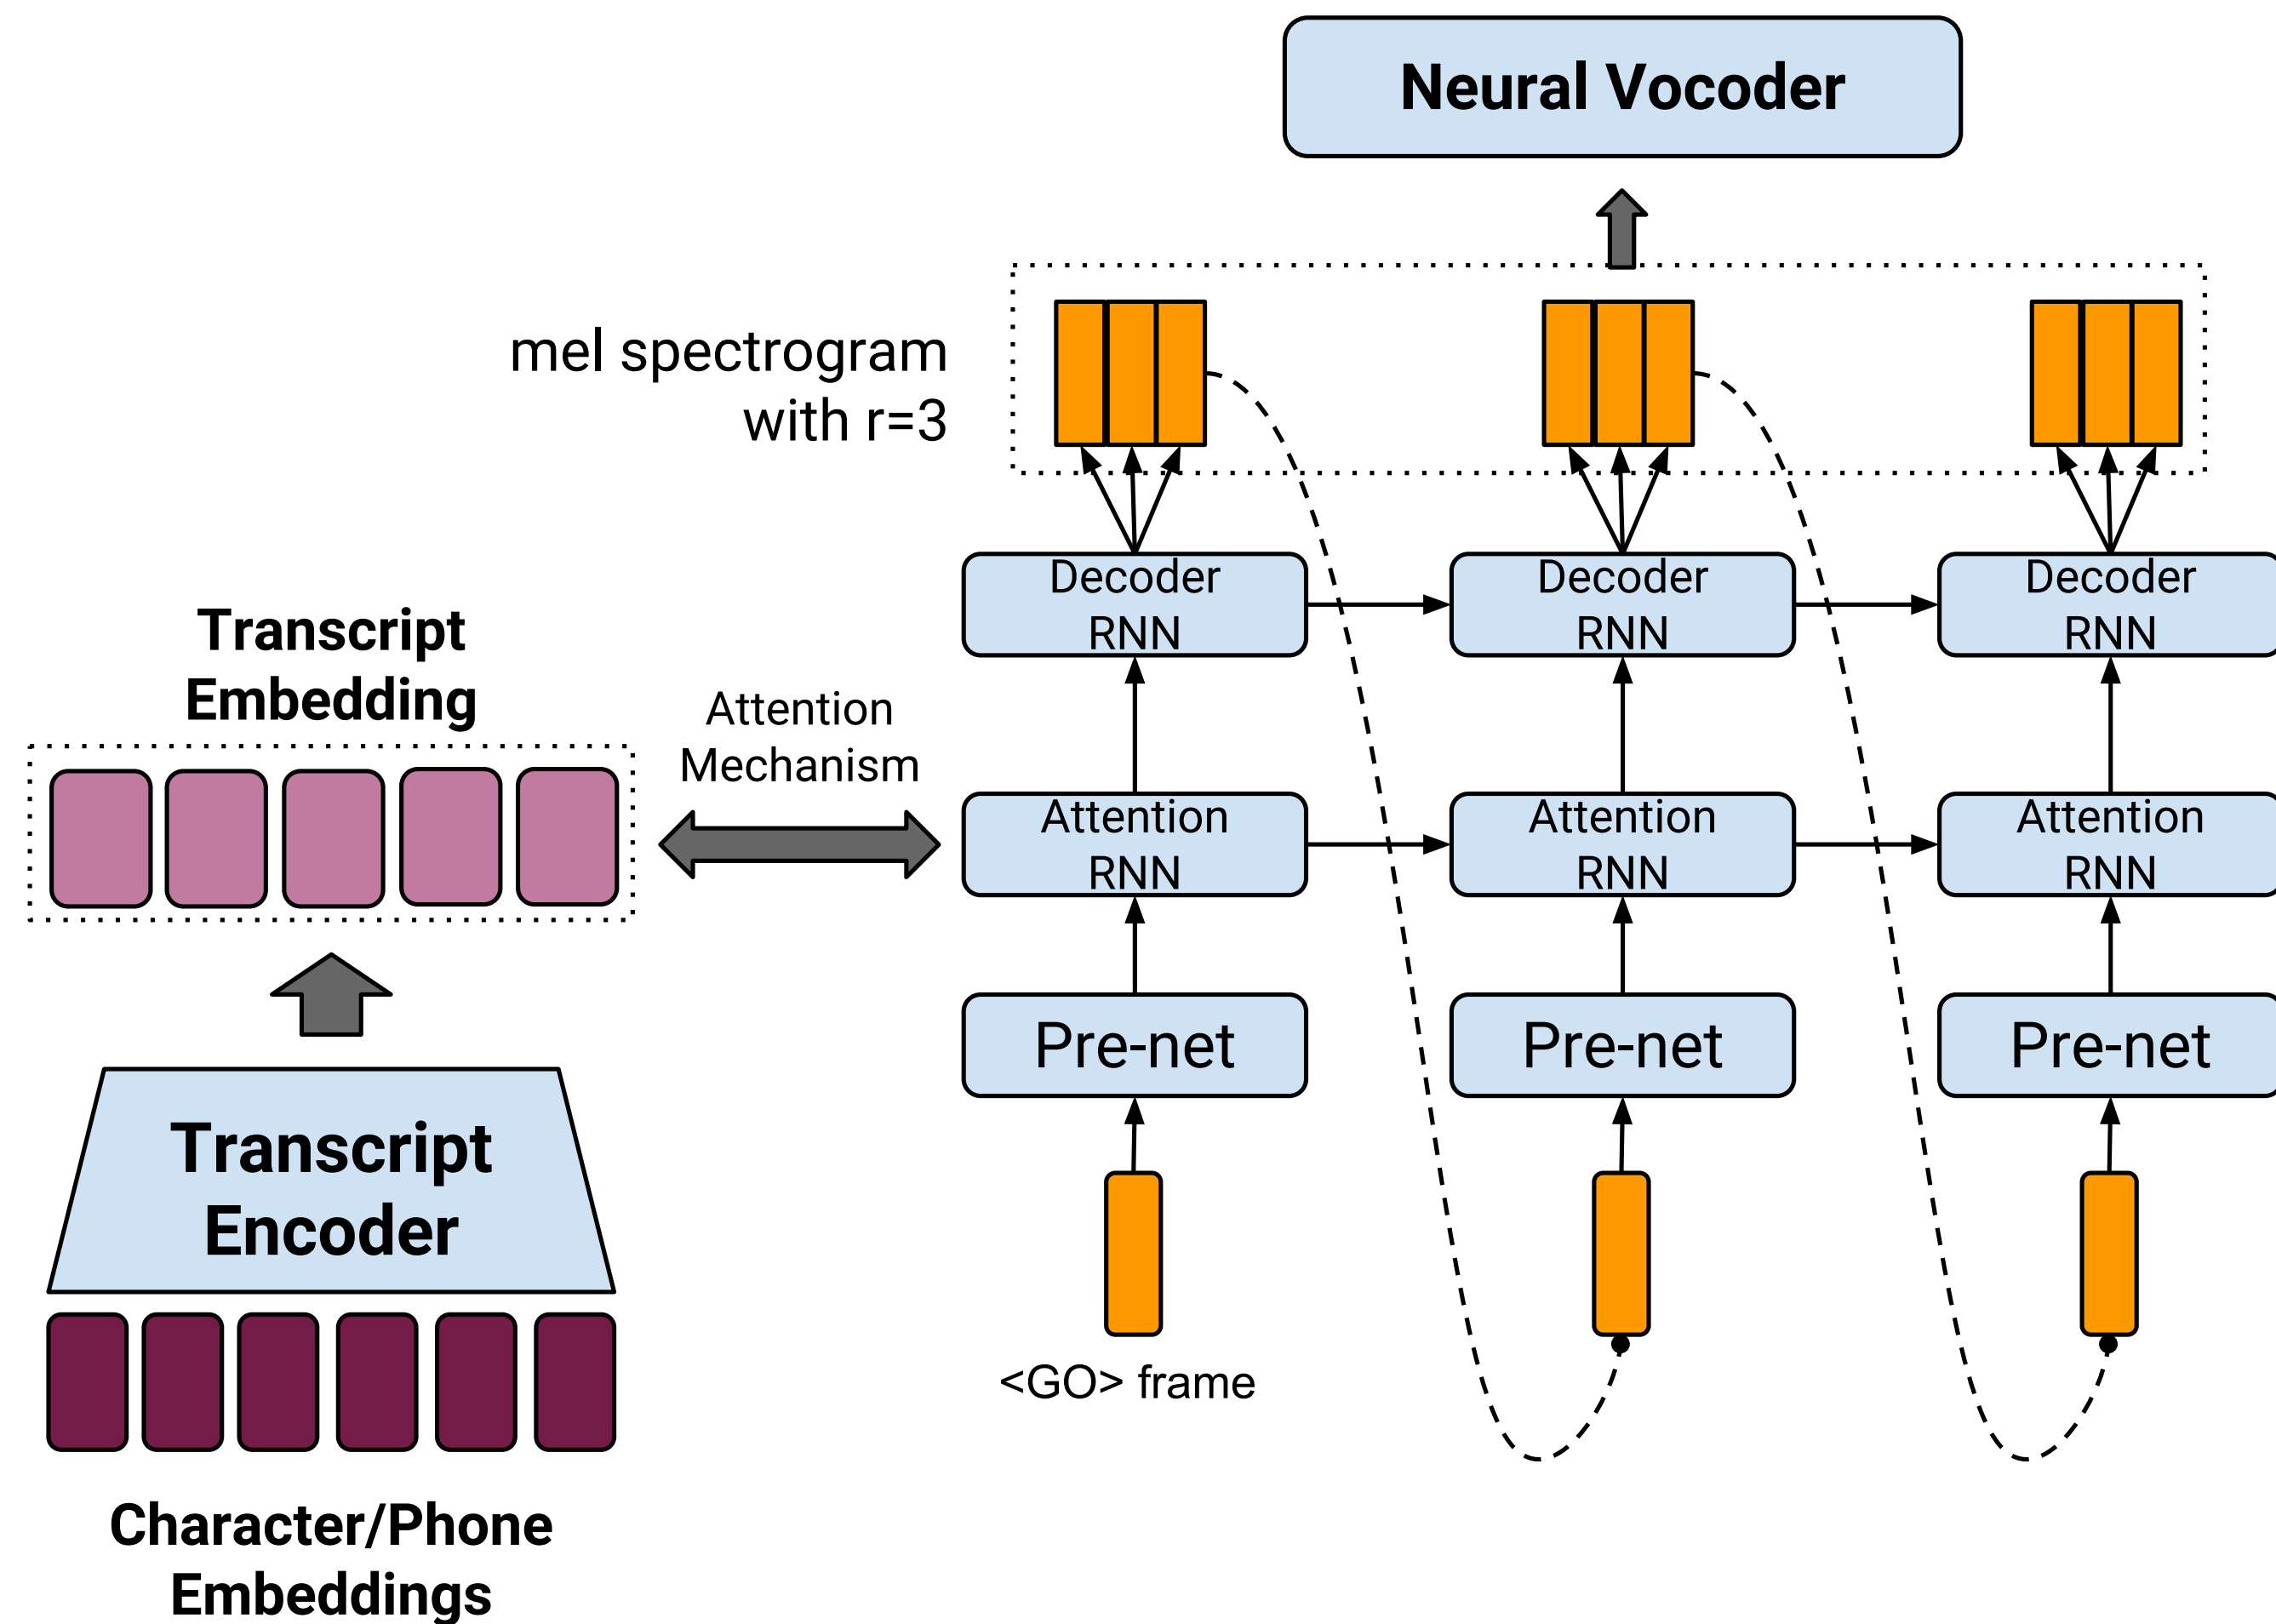 Neural Vocoder
mel spectrogram
with r=3
Decoder
RNN
Decoder
RNN
Decoder
RNN
Transcript
Embedding
Attention
Mechanism
Attention
RNN
Attention
RNN
Attention
RNN
Pre-net
Pre-net
Pre-net
Transcript
Encoder
<GO> frame
Character/Phone
Embeddings